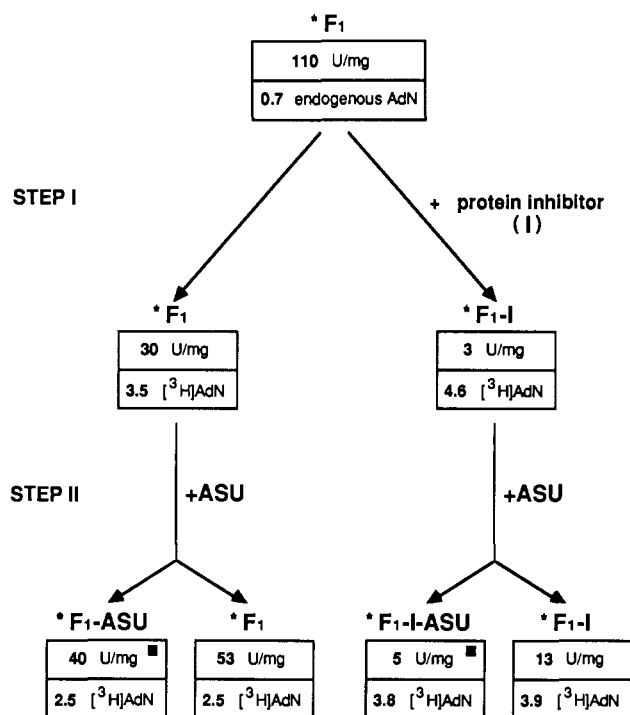 * F1
110 U/mg
0.7 endogenous AdN
STEP I
+ protein inhibitor
( I )
* F1
30 U/mg
3.5 [3H]AdN
* F1-I
3 U/mg
4.6 [3H]AdN
STEP II
+ASU
+ASU
* F1-ASU
40 U/mg
2.5 [3H]AdN
* F1
53 U/mg
2.5 [3H]AdN
* F1-I-ASU
5 U/mg
3.8 [3H]AdN
* F1-I
13 U/mg
3.9 [3H]AdN